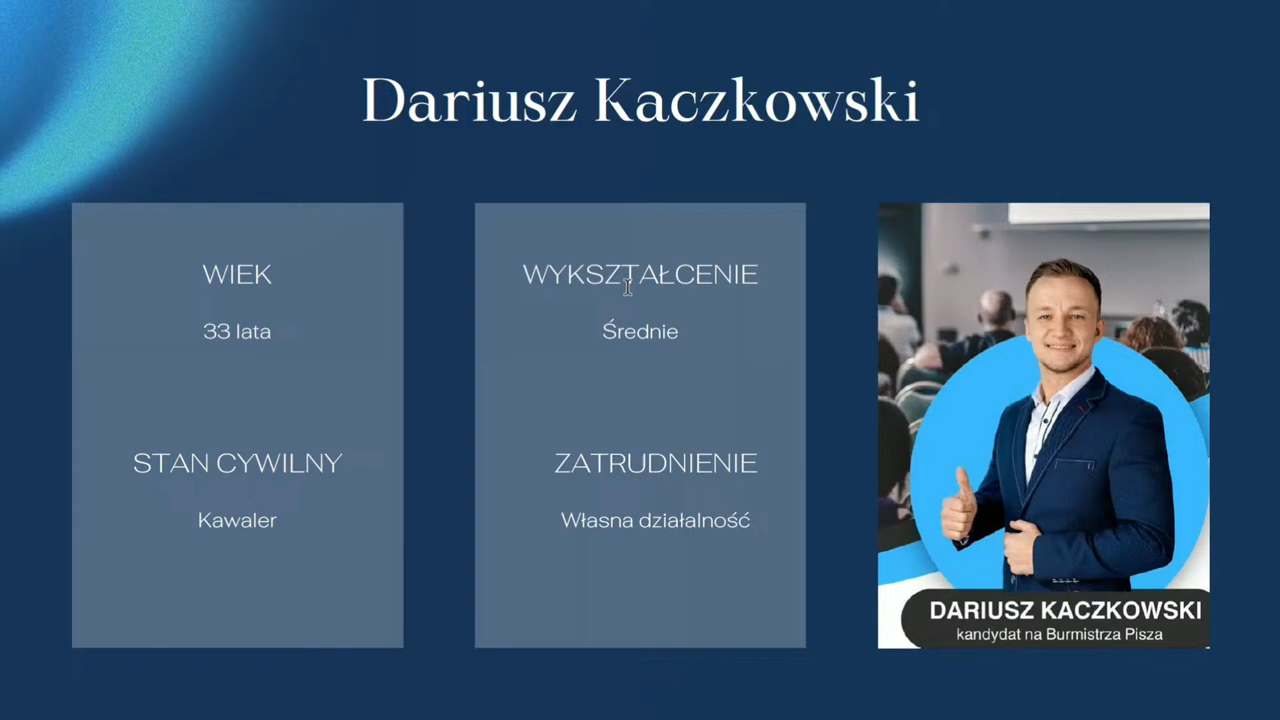 Dariusz Kaczkowski
WIEK
33 lata
STAN CYWILNY
Kawaler
WYKSZTAŁCENIE
Średnie
ZATRUDNIENIE
Własna działalność
DARIUSZ KACZKOWSKI
kandydat na Burmistrza Pisza